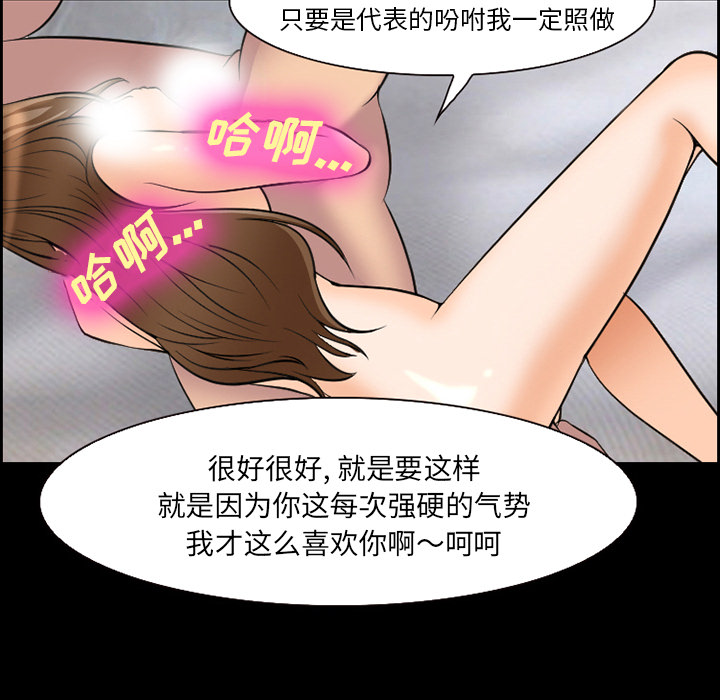 只要是代表的吩咐我一定照做
哈啊...
哈啊...
很好很好, 就是要这样
就是因为你这每次强硬的气势
我才这么喜欢你啊～呵呵